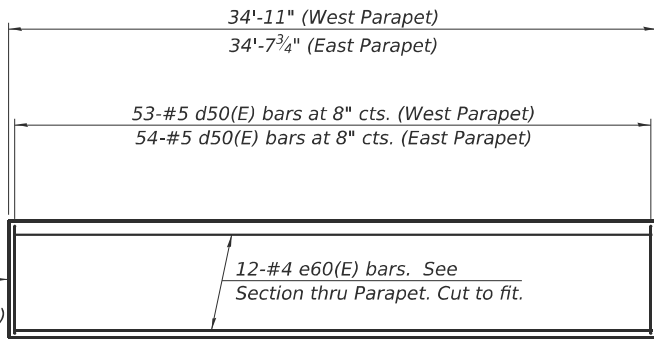 34'-11" (West Parapet)
34'-7¾" (East Parapet)
53-#5 d50(E) bars at 8" cts. (West Parapet)
54-#5 d50(E) bars at 8" cts. (East Parapet)
12-#4 e60(E) bars. See
Section thru Parapet. Cut to fit.
)